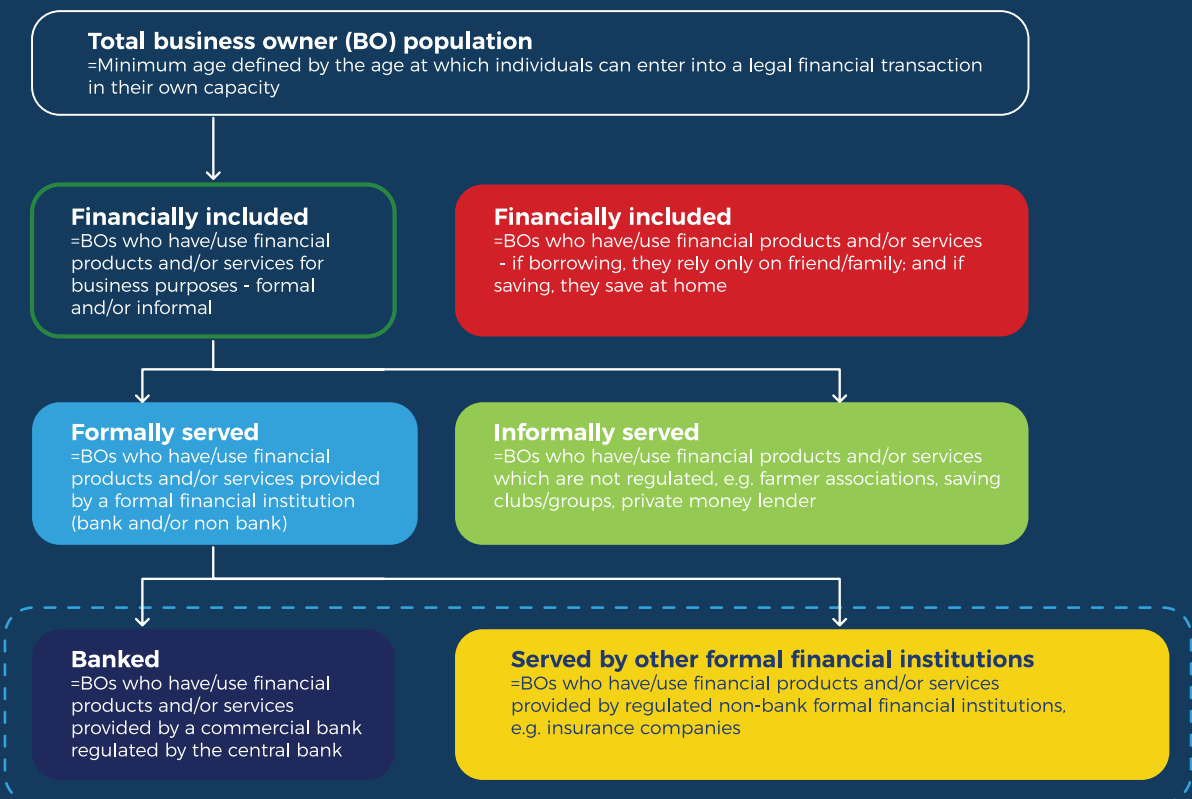 Total business owner (BO) population
=Minimum age defined by the age at which individuals can enter into a legal financial transaction
in their own capacity
Financially included
=BOs who have/use financial
products and/or services for
business purposes - formal
and/or informal
Financially included
=BOs who have/use financial products and/or services
- if borrowing, they rely only on friend/family; and if
saving, they save at home
Formally served
=BOs who have/use financial
products and/or services provided
by a formal financial institution
(bank and/or non bank)
Informally served
=BOs who have/use financial products and/or services
which are not regulated, e.g. farmer associations, saving
clubs/groups, private money lender
Banked
=BOs who have/use financial
products and/or services
provided by a commercial bank
regulated by the central bank
Served by other formal financial institutions
=BOs who have/use financial products and/or services
provided by regulated non-bank formal financial institutions,
e.g. insurance companies